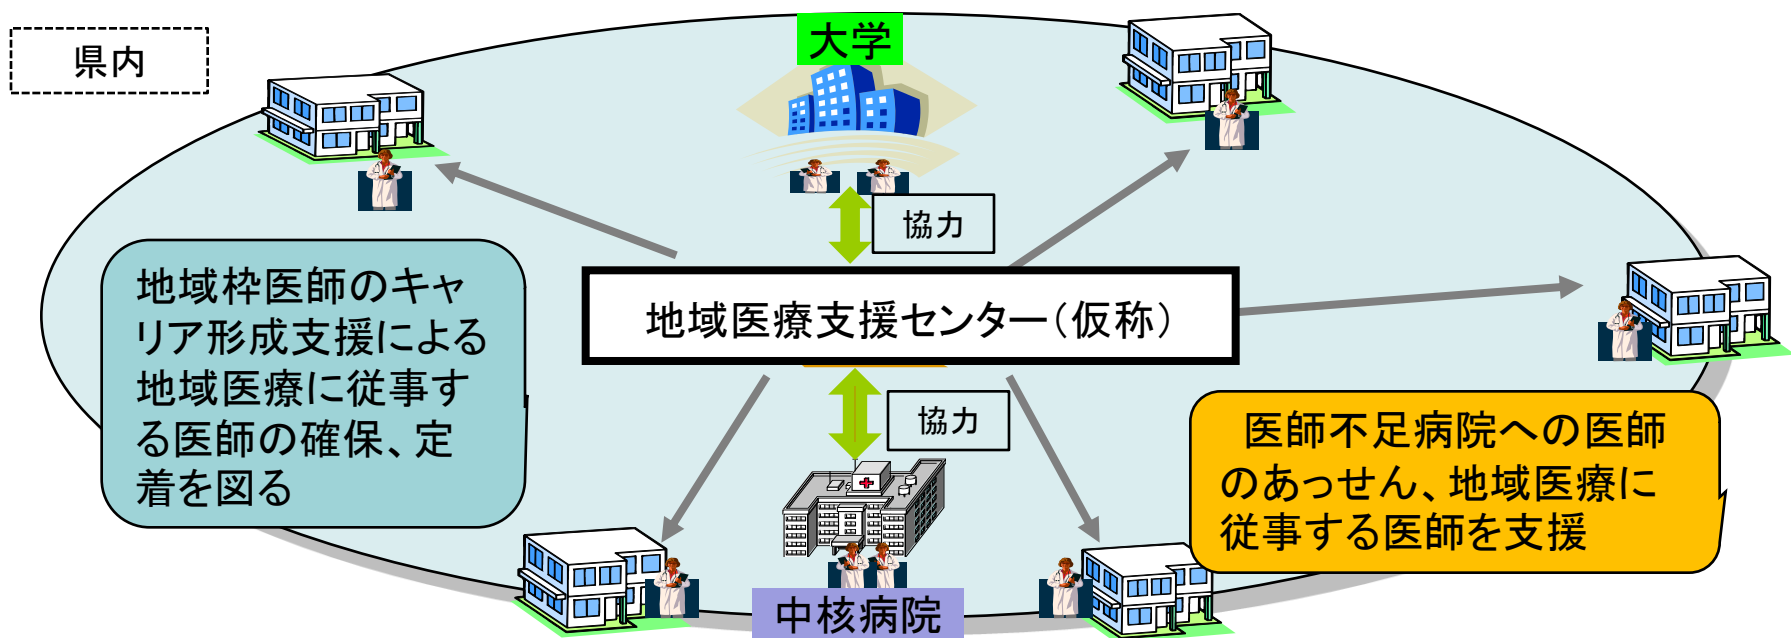 県内
大学
協力
地域医療支援センター(仮称)
地域枠医師のキャ
リア形成支援による
地域医療に従事す
る医師の確保、定
着を図る
協力
医師不足病院への医師
のあっせん、地域医療に
従事する医師を支援
中核病院